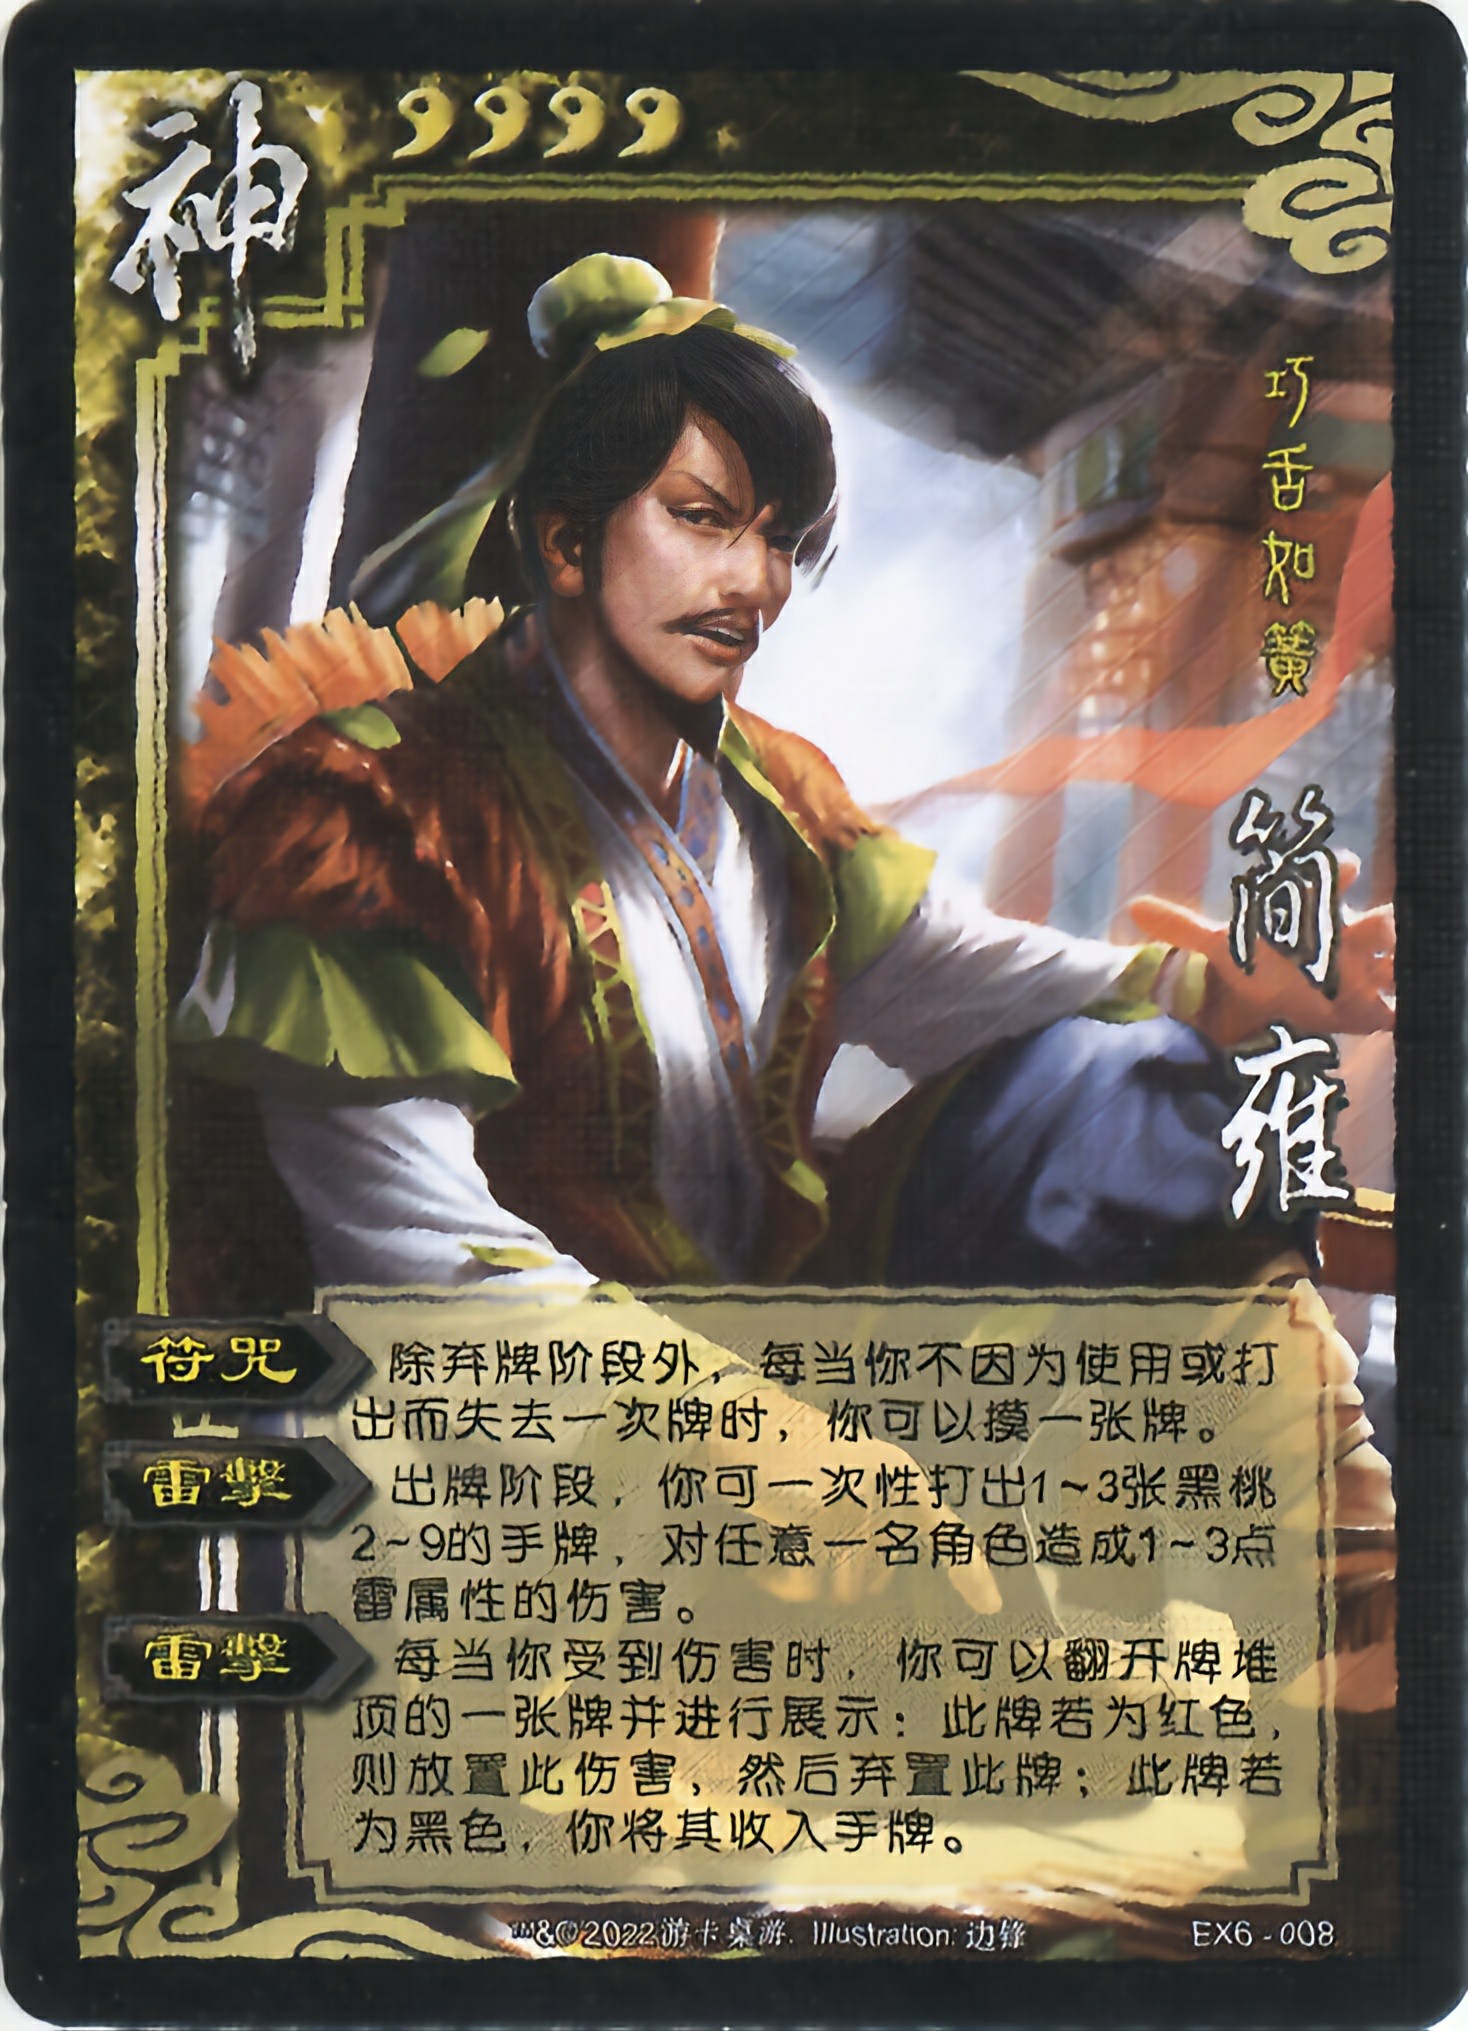 神
巧舌如簧
简雍
符咒
除弃牌阶段外，每当你不因为使用或打
出而失去一次牌时，你可以摸一张牌。
雷擊
出牌阶段，你可一次性打出1~3张黑桃
2~9的手牌，对任意一名角色造成1~3点
雷属性的伤害。
雷擊
每当你受到伤害时，你可以翻开牌堆
顶的一张牌并进行展示：此牌若为红色，
则放置此伤害，然后弃置此牌；此牌若
为黑色，你将其收入手牌。
™&©2022游卡桌游. Illustration: 边锋
EX6-008